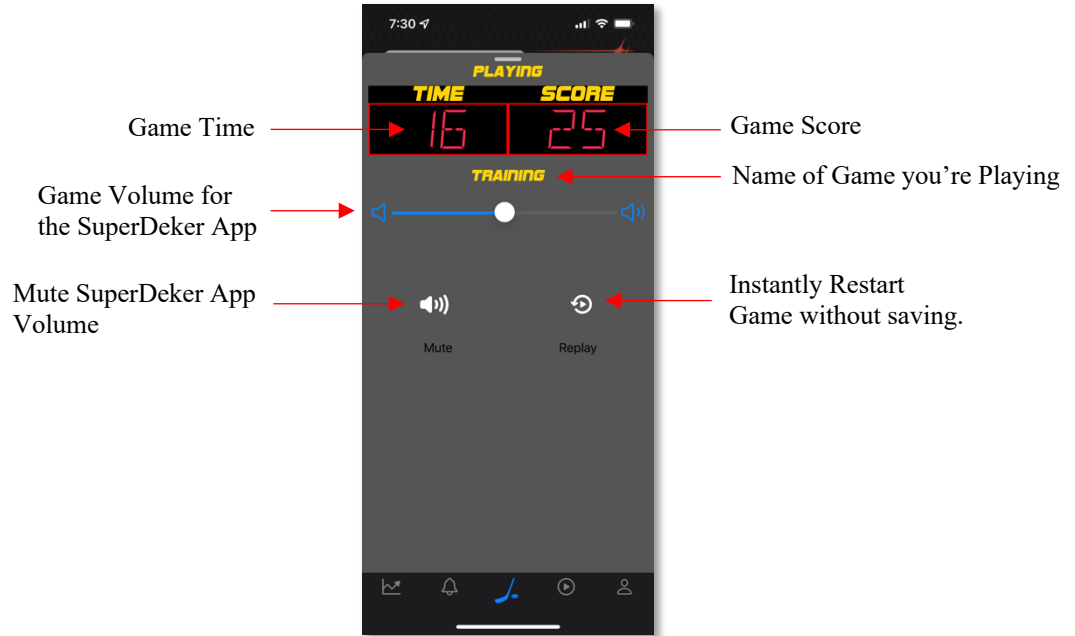 7:30
PLAYING
TIME SCORE
Game Time
16 25
Game Score
TRAINING
Name of Game you’re Playing
Game Volume for
the SuperDeker App
Mute SuperDeker App
Volume
Instantly Restart
Game without saving.
Mute Replay